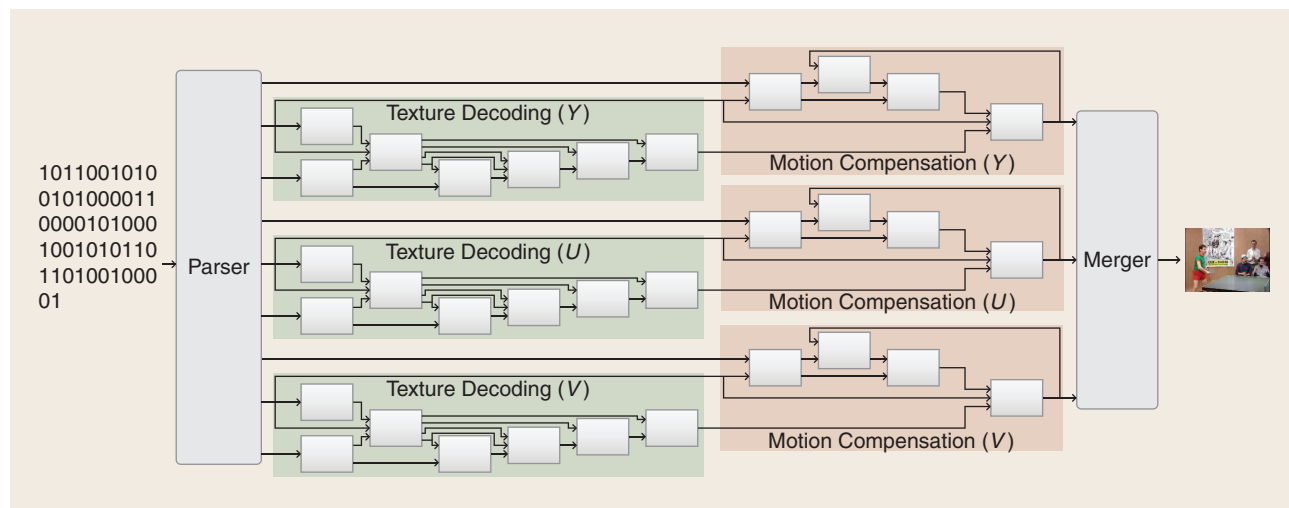 1011001010
0101000011
0000101000
1001010110
1101001000
01
Parser
Texture Decoding (Y)
Motion Compensation (Y)
Texture Decoding (U)
Motion Compensation (U)
Texture Decoding (V)
Motion Compensation (V)
Merger